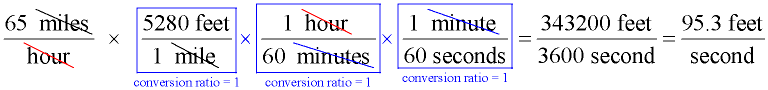 65 miles / hour × 5280 feet / 1 mile × 1 hour / 60 minutes × 1 minute / 60 seconds = 343200 feet / 3600 second = 95.3 feet / second
conversion ratio = 1 conversion ratio = 1 conversion ratio = 1